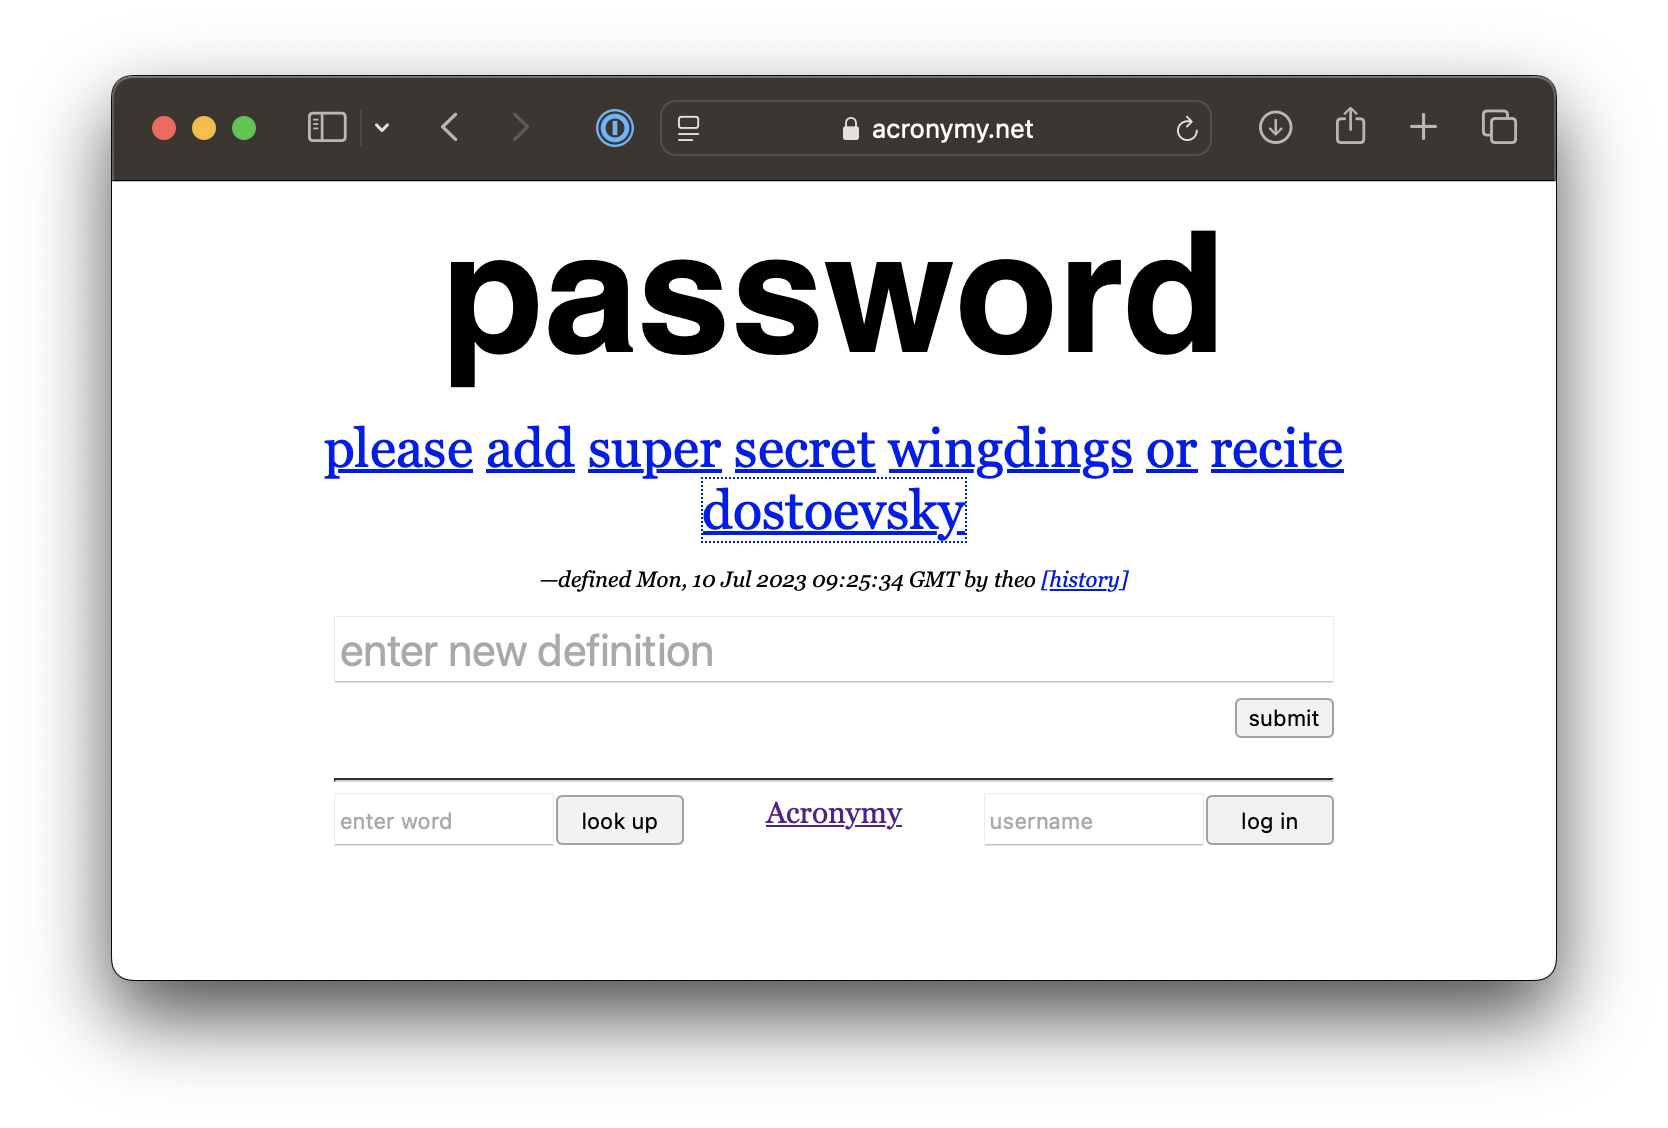 acronymy.net
password
please add super secret wingdings or recite
dostoevsky
—defined Mon, 10 Jul 2023 09:25:34 GMT by theo [history]
enter new definition
submit
enter word look up Acronymy username log in